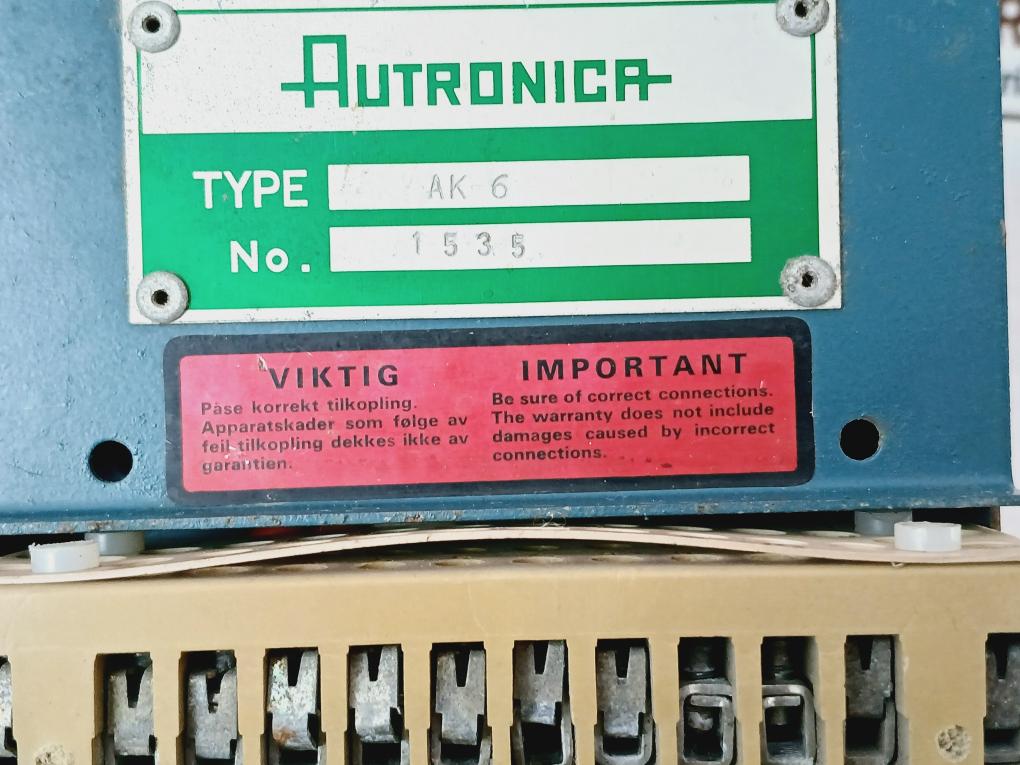 AUTRONICA
TYPE AK 6
No. 1535
VIKTIG
Påse korrekt tilkopling.
Apparatskader som følge av
feil tilkopling dekkes ikke av
garantien.
IMPORTANT
Be sure of correct connections.
The warranty does not include
damages caused by incorrect
connections.